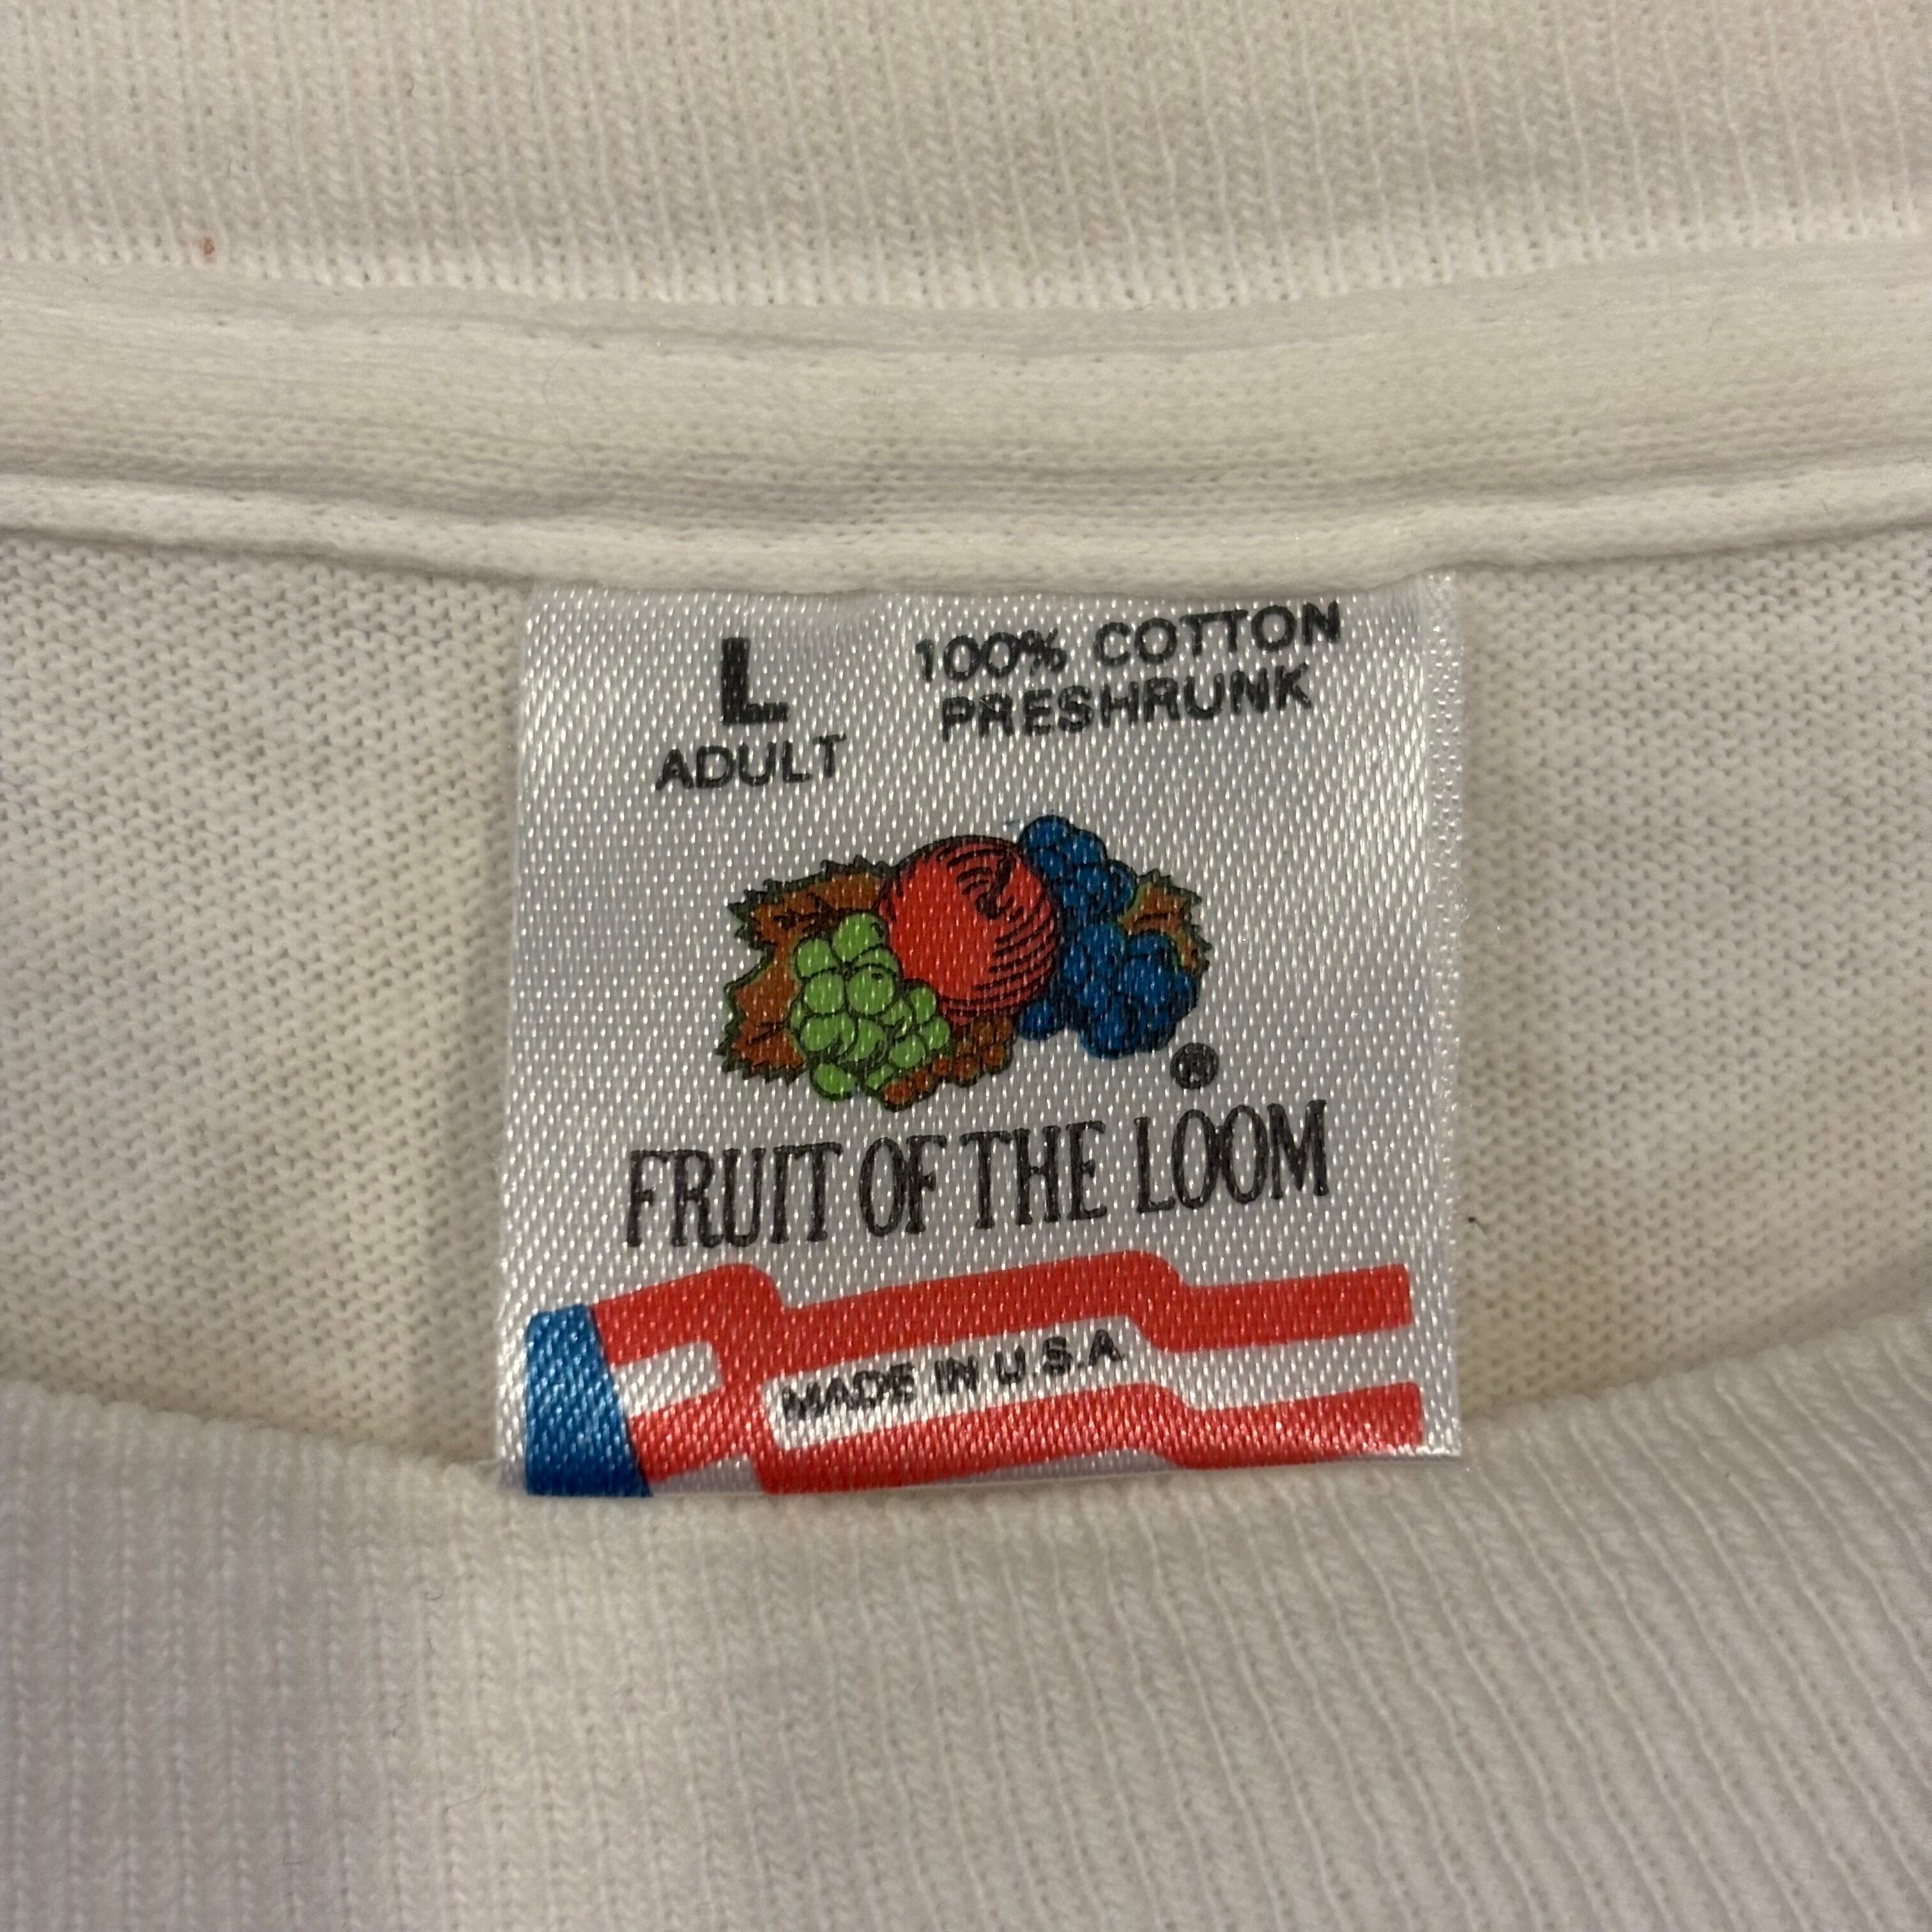 L
ADULT
100% COTTON
PRESHRUNK
®
FRUIT OF THE LOOM
MADE IN U.S.A